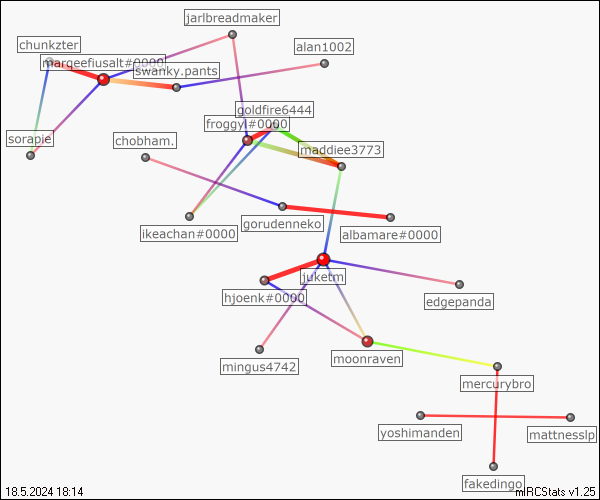 jarlbreadmaker
chunkzter
alan1002
marqeefiusalt#0000
swanky.pants
goldfire6444
froggyl#0000
sorapie
chobham.
maddiee3773
gorudenneko
ikeachan#0000
albamare#0000
juketm
hjoenk#0000
edgepanda
moonraven
mingus4742
mercurybro
yoshimanden
mattnesslp
fakedingo
18.5.2024 18:14
mIRCStats v1.25